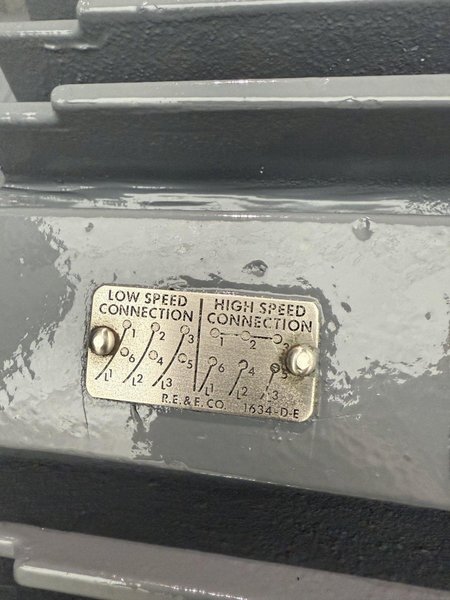 LOW SPEED
CONNECTION
1 2 3
6 4 5
L1 L2 L3
HIGH SPEED
CONNECTION
1 2 3
6 4 5
L1 L2 L3
R.E.& E. CO. 1634-D-E